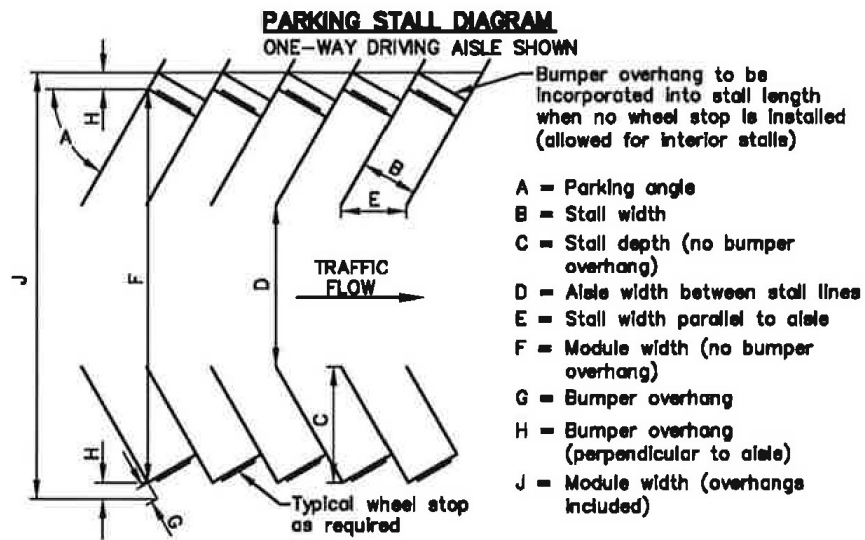 PARKING STALL DIAGRAM
ONE-WAY DRIVING AISLE SHOWN
Bumper overhang to be
incorporated into stall length
when no wheel stop is installed
(allowed for interior stalls)
H
A
B
E
A = Parking angle
B = Stall width
C = Stall depth (no bumper
overhang)
D = Aisle width between stall lines
E = Stall width parallel to aisle
F = Module width (no bumper
overhang)
G = Bumper overhang
H = Bumper overhang
(perpendicular to aisle)
J = Module width (overhangs
included)
J
F
D
TRAFFIC
FLOW
C
H
G
Typical wheel stop
as required